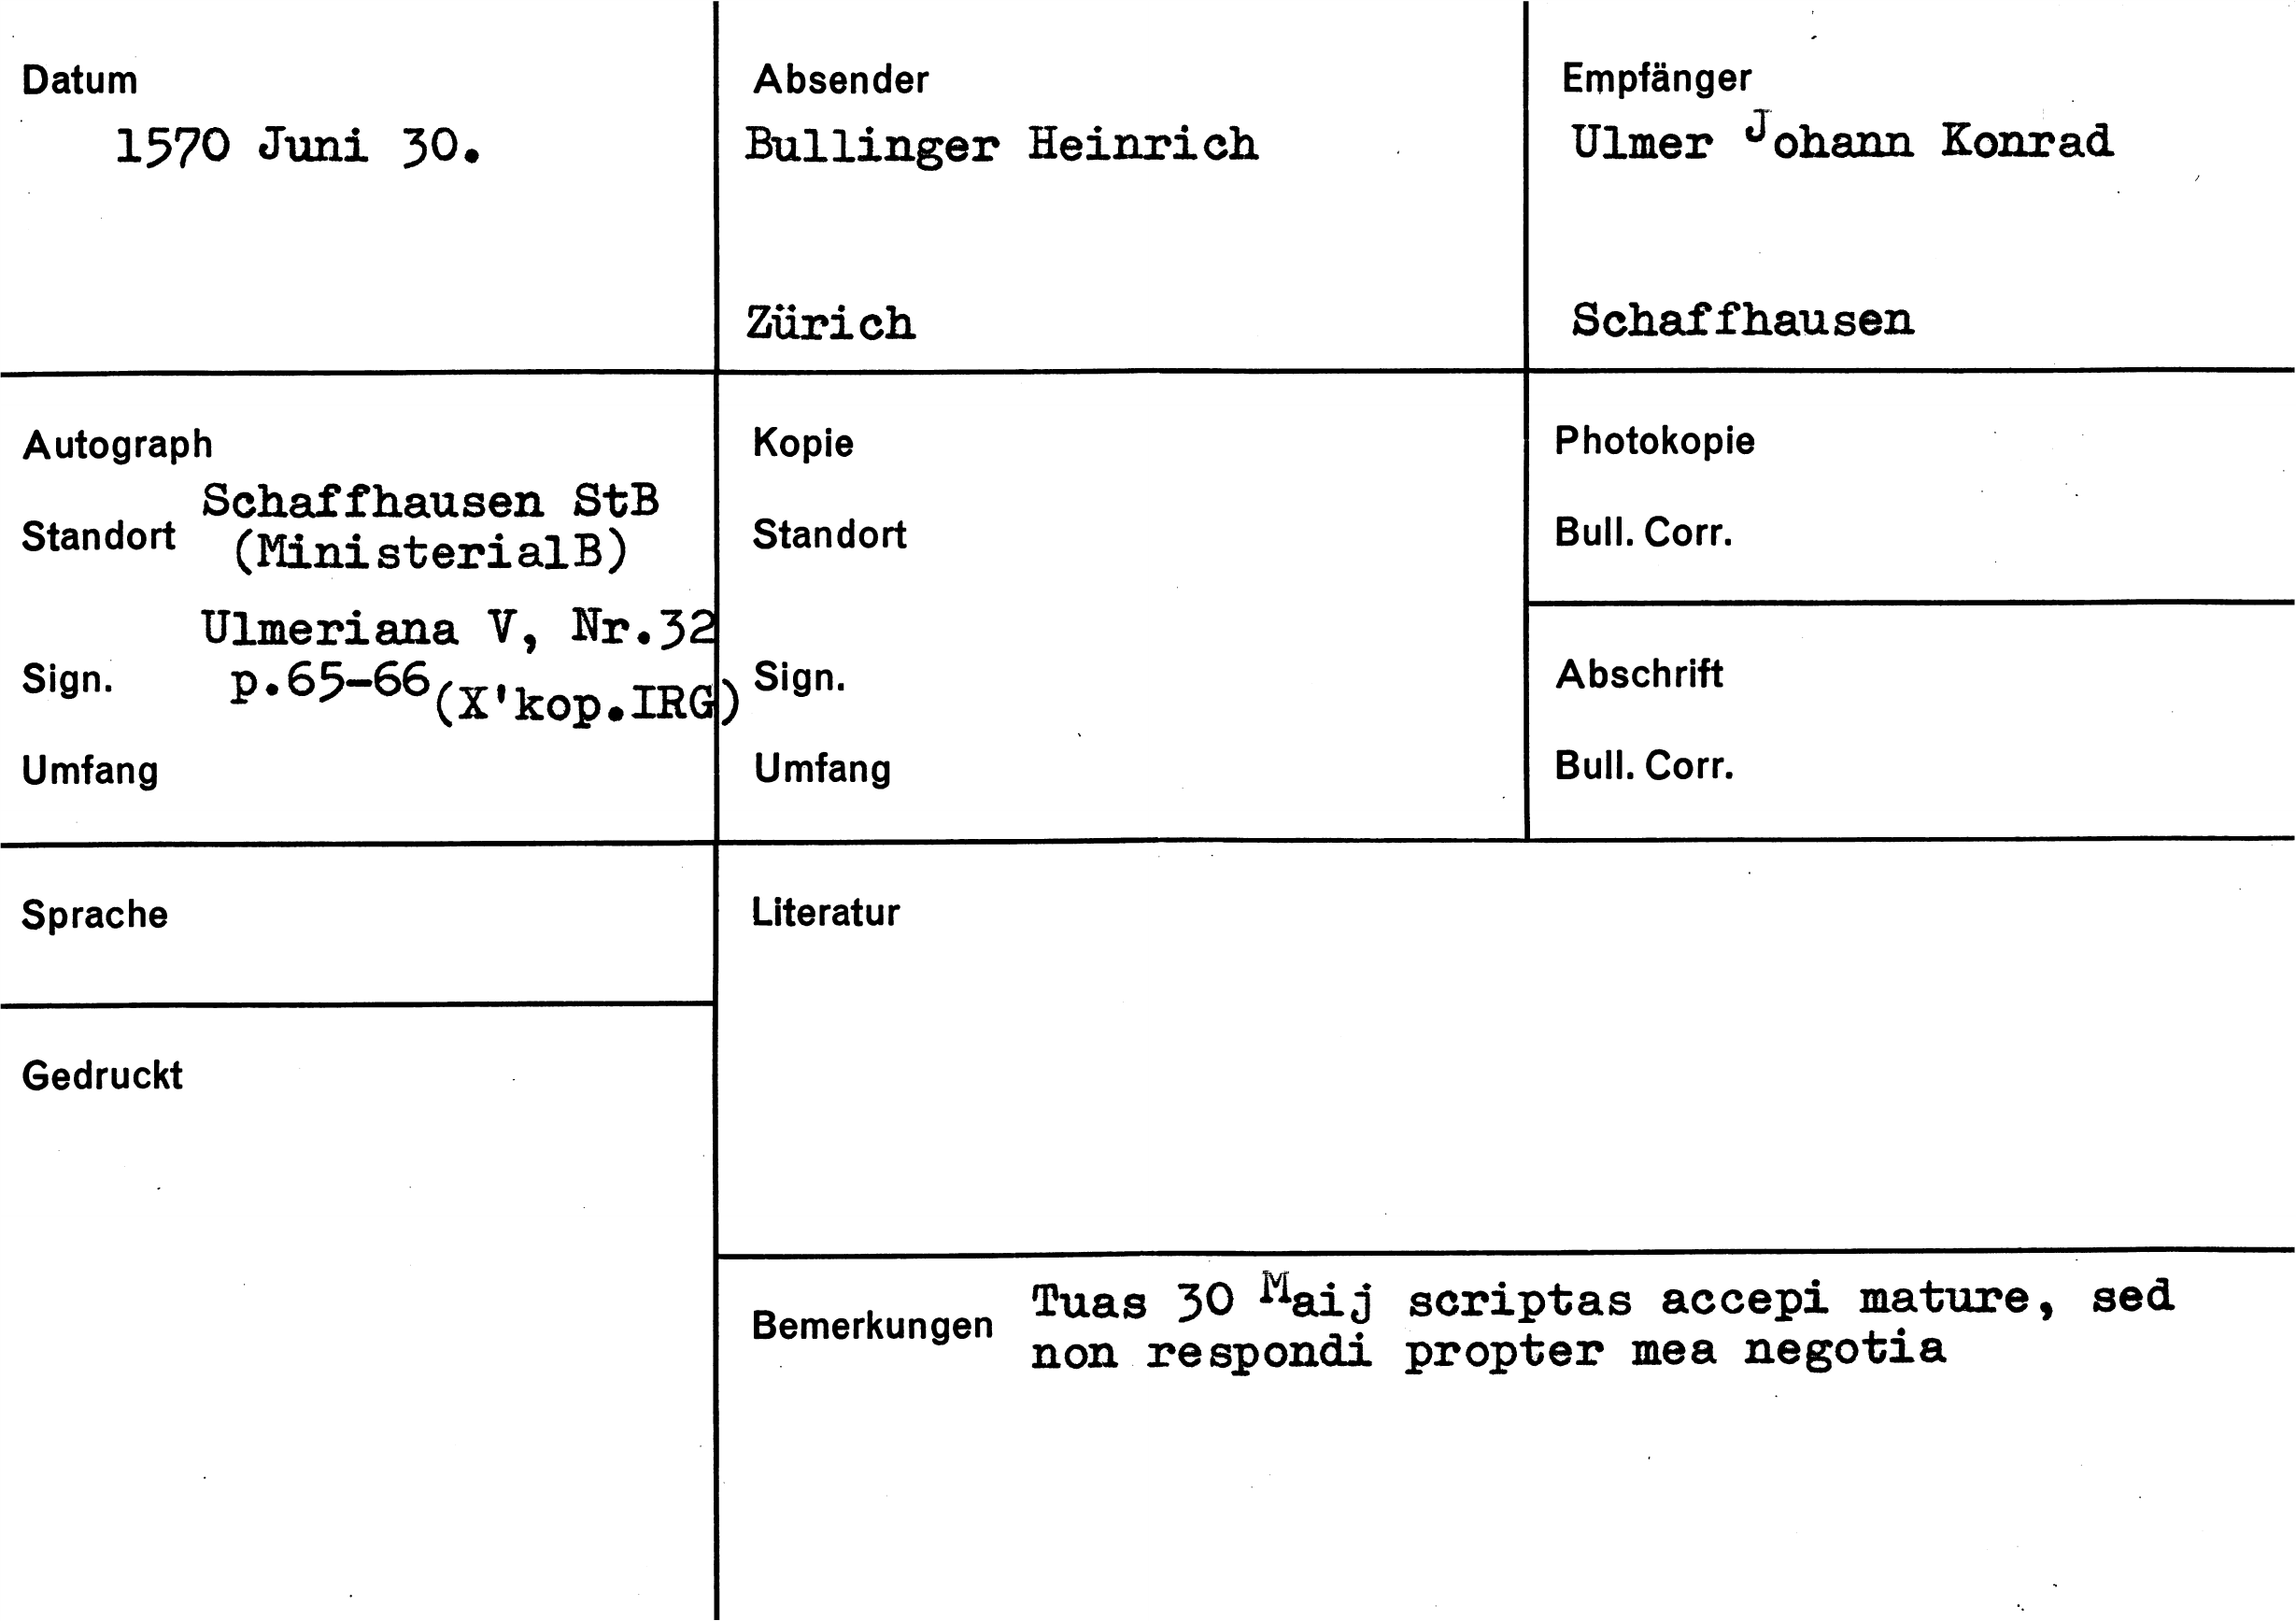 Datum
1570 Juni 30.
Absender
Bullinger Heinrich
Zürich
Empfänger
Ulmer Johann Konrad
Schaffhausen
Autograph
Standort
Schaffhausen StB
(MinisterialB)
Sign.
Ulmeriana V, Nr.32
p.65-66 (X'kop.IRG)
Umfang
Kopie
Standort
Sign.
Umfang
Photokopie
Bull. Corr.
Abschrift
Bull. Corr.
Sprache
Gedruckt
Literatur
Bemerkungen
Tuas 30 Maij scriptas accepi mature, sed
non respondi propter mea negotia